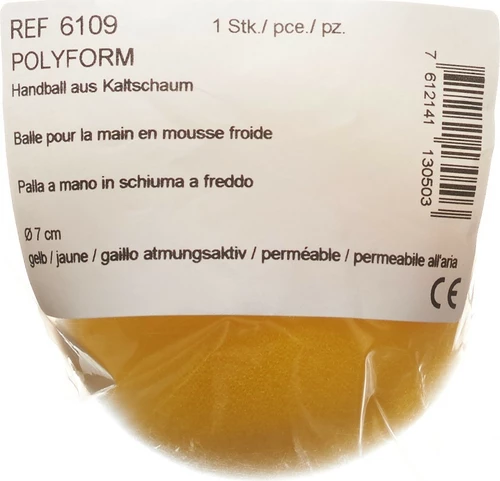 REF 6109
1 Stk./ pce./ pz.
POLYFORM
Handball aus Kaltschaum
Balle pour la main en mousse froide
Palla a mano in schiuma a freddo
Ø 7 cm
gelb / jaune / gaillo atmungsaktiv / perméable / permeabile all'aria
CE
7 612141 130503